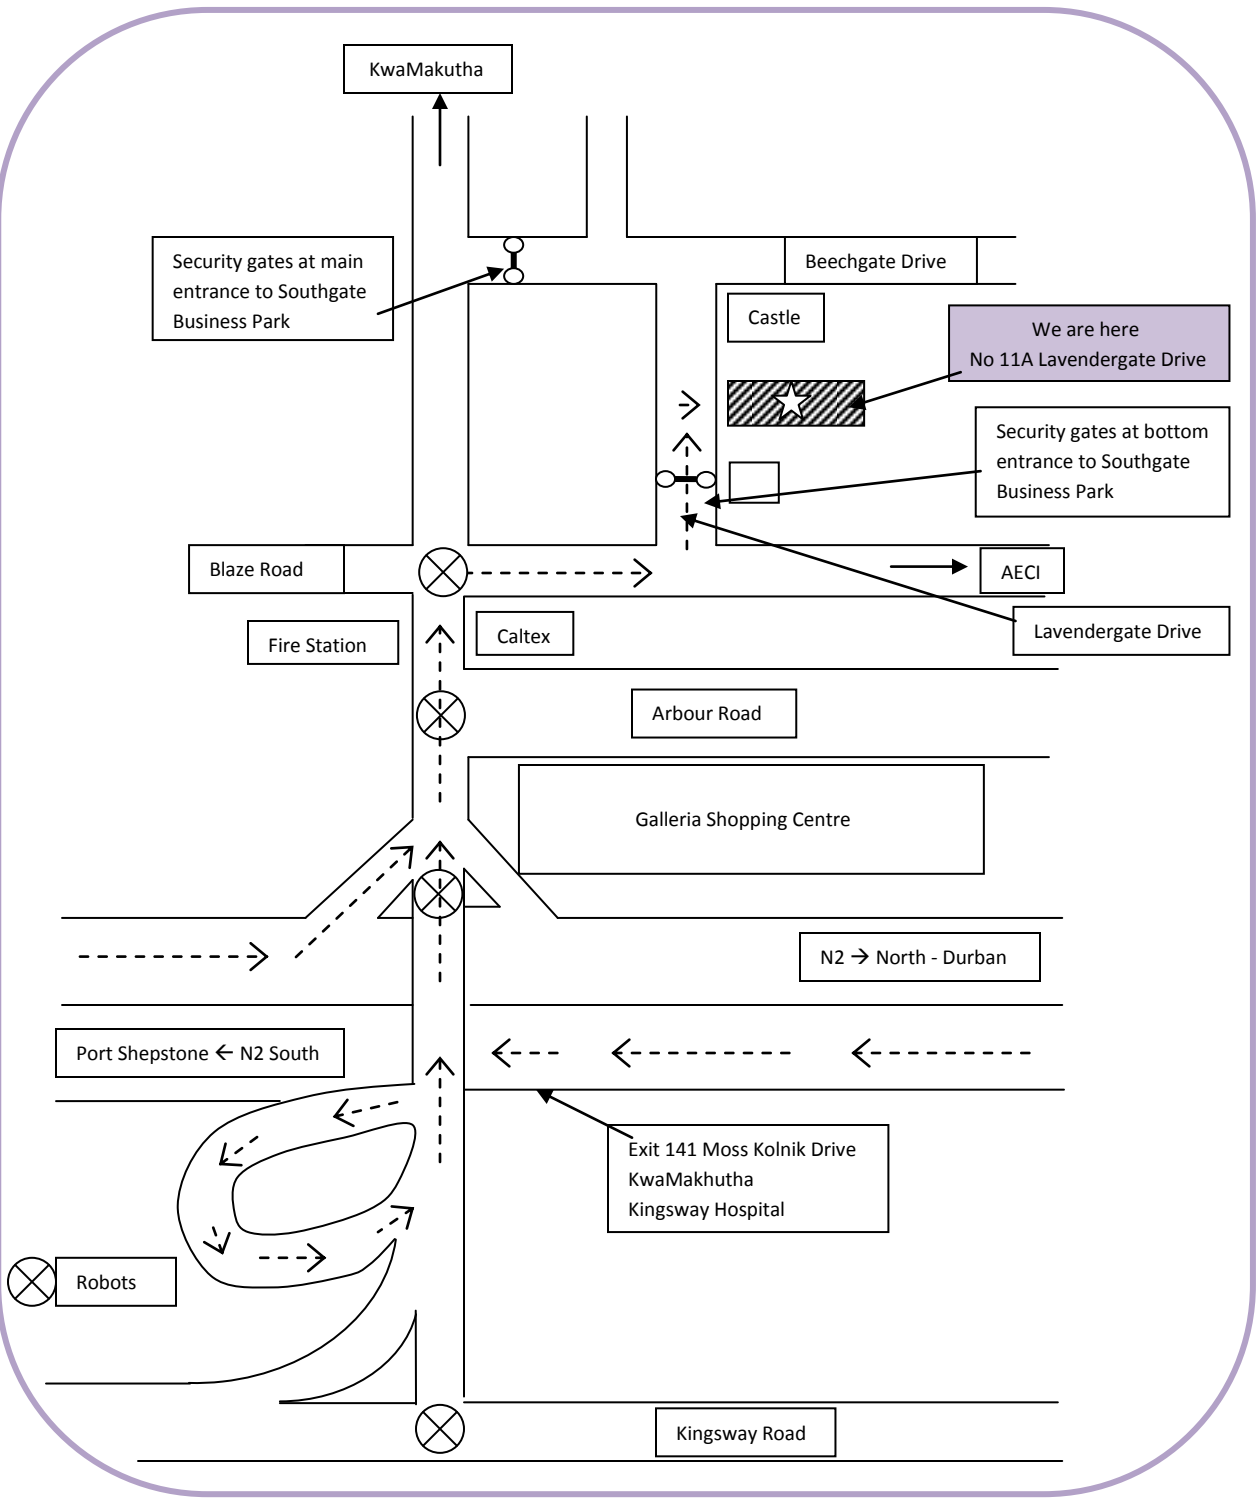 KwaMakutha
Security gates at main
entrance to Southgate
Business Park
Beechgate Drive
Castle
We are here
No 11A Lavendergate Drive
Security gates at bottom
entrance to Southgate
Business Park
Blaze Road
AECI
Fire Station
Caltex
Lavendergate Drive
Arbour Road
Galleria Shopping Centre
N2 → North - Durban
Port Shepstone ← N2 South
Exit 141 Moss Kolnik Drive
KwaMakhutha
Kingsway Hospital
Robots
Kingsway Road